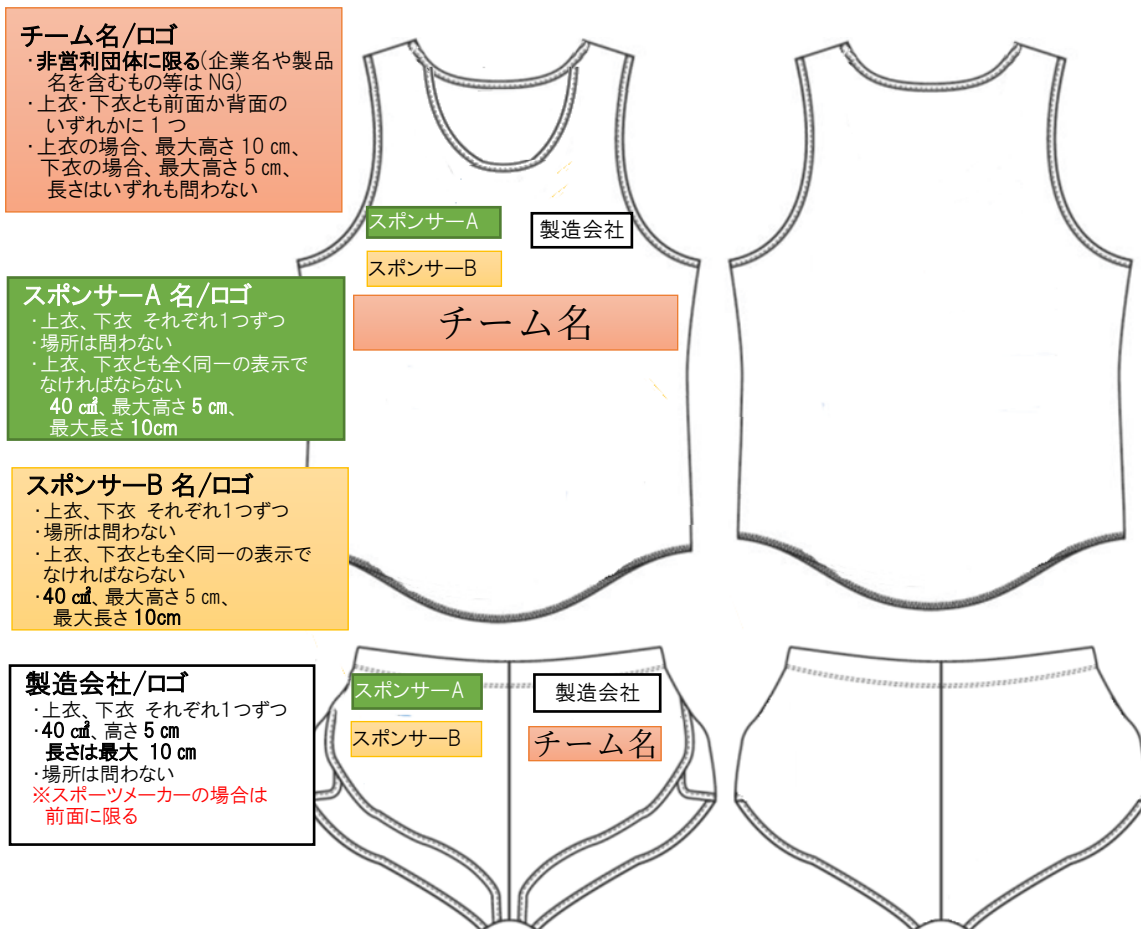 チーム名/ロゴ
・非営利団体に限る(企業名や製品
名を含むもの等は NG)
・上衣・下衣とも前面か背面の
いずれかに 1 つ
・上衣の場合、最大高さ 10 ㎝、
下衣の場合、最大高さ 5 ㎝、
長さはいずれも問わない
スポンサーA 名/ロゴ
・上衣、下衣 それぞれ1つずつ
・場所は問わない
・上衣、下衣とも全く同一の表示で
なければならない
40 ㎠、最大高さ 5 ㎝、
最大長さ 10cm
スポンサーB 名/ロゴ
・上衣、下衣 それぞれ1つずつ
・場所は問わない
・上衣、下衣とも全く同一の表示で
なければならない
・40 ㎠、最大高さ 5 ㎝、
最大長さ 10cm
製造会社/ロゴ
・上衣、下衣 それぞれ1つずつ
・40 ㎠、高さ 5 ㎝
長さは最大 10 ㎝
・場所は問わない
※スポーツメーカーの場合は
前面に限る
スポンサーA
製造会社
スポンサーB
チーム名
スポンサーA
製造会社
スポンサーB
チーム名